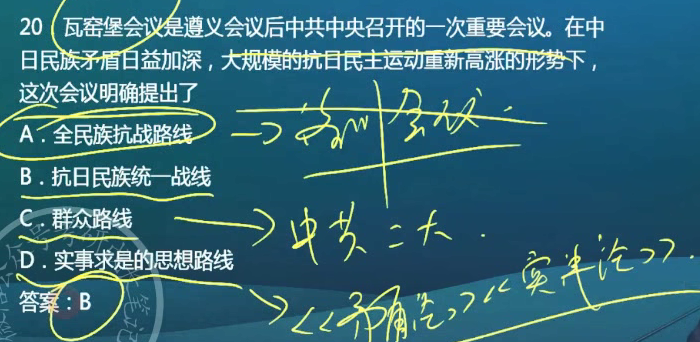 20 瓦窑堡会议是遵义会议后中共中央召开的一次重要会议。在中
日民族矛盾日益加深，大规模的抗日民主运动重新高涨的形势下，
这次会议明确提出了
A．全民族抗战路线
洛川会议.
B．抗日民族统一战线
C．群众路线
中共二大.
D．实事求是的思想路线
<<矛盾论>><<实践论>>.
答案：B